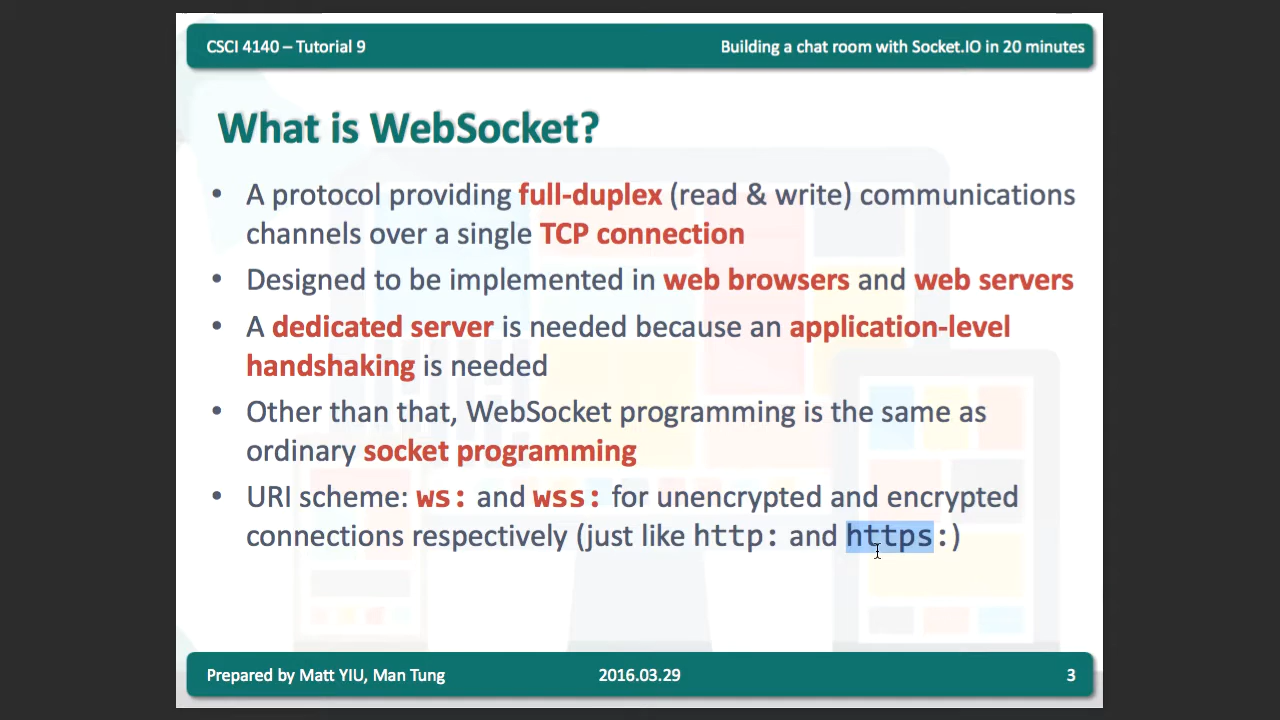 CSCI 4140 – Tutorial 9
Building a chat room with Socket.IO in 20 minutes
What is WebSocket?
• A protocol providing full-duplex (read & write) communications
channels over a single TCP connection
• Designed to be implemented in web browsers and web servers
• A dedicated server is needed because an application-level
handshaking is needed
• Other than that, WebSocket programming is the same as
ordinary socket programming
• URI scheme: ws: and wss: for unencrypted and encrypted
connections respectively (just like http: and https:)
Prepared by Matt YIU, Man Tung
2016.03.29
3